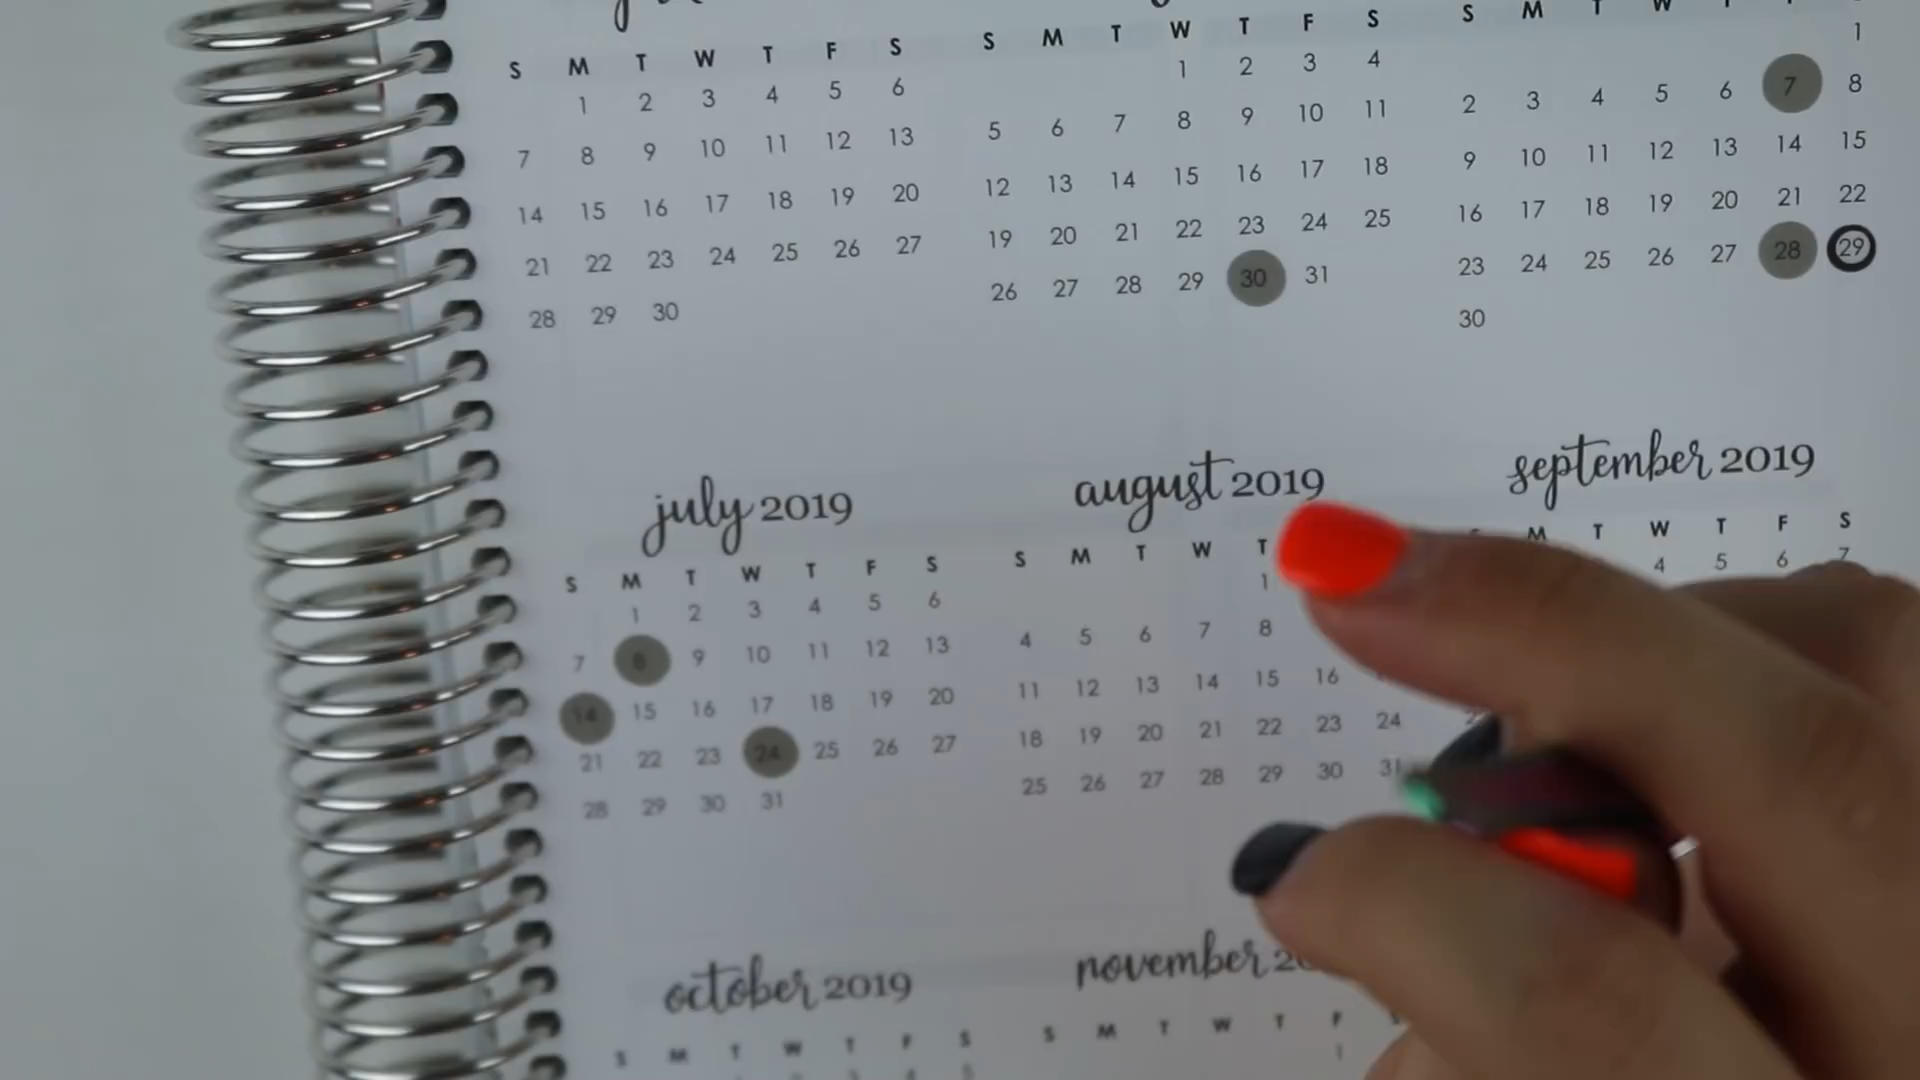 S M T W T F S
1 2 3 4 5 6
7 8 9 10 11 12 13
14 15 16 17 18 19 20
21 22 23 24 25 26 27
28 29 30
S M T W T F S
1 2 3 4
5 6 7 8 9 10 11
12 13 14 15 16 17 18
19 20 21 22 23 24 25
26 27 28 29 30 31
S M T W T
1
2 3 4 5 6 7 8
9 10 11 12 13 14 15
16 17 18 19 20 21 22
23 24 25 26 27 28 29
30
july 2019
S M T W T F S
1 2 3 4 5 6
7 8 9 10 11 12 13
14 15 16 17 18 19 20
21 22 23 24 25 26 27
28 29 30 31
august 2019
S M T W T
1
4 5 6 7 8
11 12 13 14 15 16
18 19 20 21 22 23 24
25 26 27 28 29 30 31
september 2019
M T W T F S
4 5 6 7
october 2019
S M T W T F S
november
S M T W T F
1